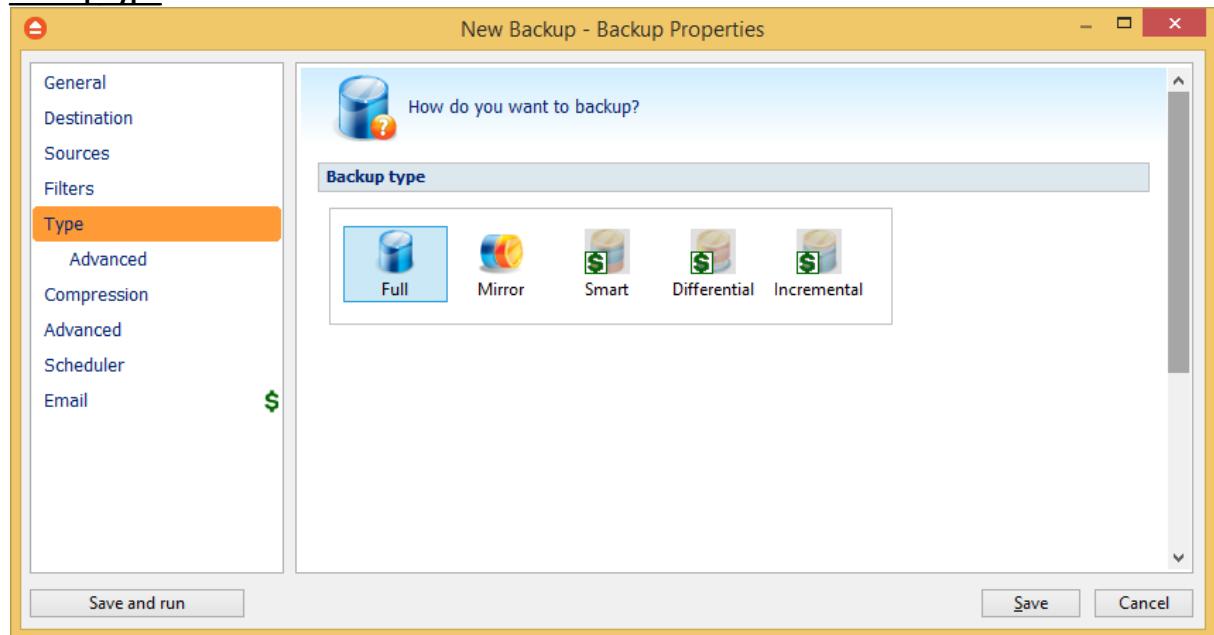 New Backup - Backup Properties
General
Destination
Sources
Filters
Type
Advanced
Compression
Advanced
Scheduler
Email $
How do you want to backup?
Backup type
Full Mirror Smart Differential Incremental
Save and run
Save Cancel